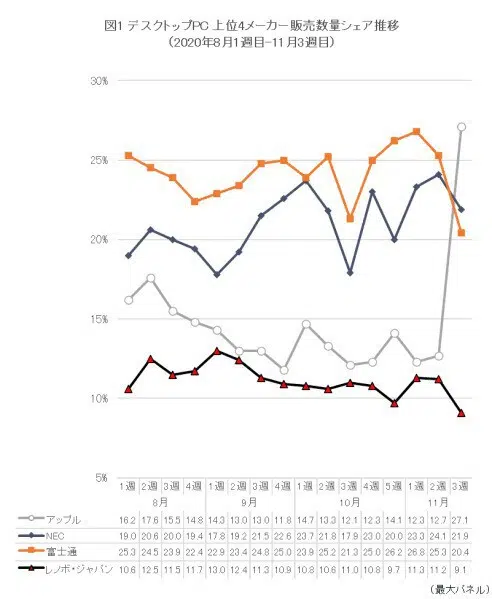 図1 デスクトップPC 上位4メーカー販売数量シェア推移
（2020年8月1週目-11月3週目）
30%
25%
20%
15%
10%
5%
1週 2週 3週 4週 1週 2週 3週 4週 1週 2週 3週 4週 5週 1週 2週 3週
8月 9月 10月 11月
アップル 16.2 17.6 15.5 14.8 14.3 13.0 13.0 11.8 14.7 13.3 12.1 12.3 14.1 12.3 12.7 27.1
NEC 19.0 20.6 20.0 19.4 17.8 19.2 21.5 22.6 23.7 21.8 17.9 23.0 20.0 23.3 24.1 21.9
富士通 25.3 24.5 23.9 22.4 22.9 23.4 24.8 25.0 23.9 25.2 21.3 25.0 26.2 26.8 25.3 20.4
レノボ・ジャパン 10.6 12.5 11.5 11.7 13.0 12.4 11.3 10.9 10.8 10.6 11.0 10.8 9.7 11.3 11.2 9.1
（最大パネル）